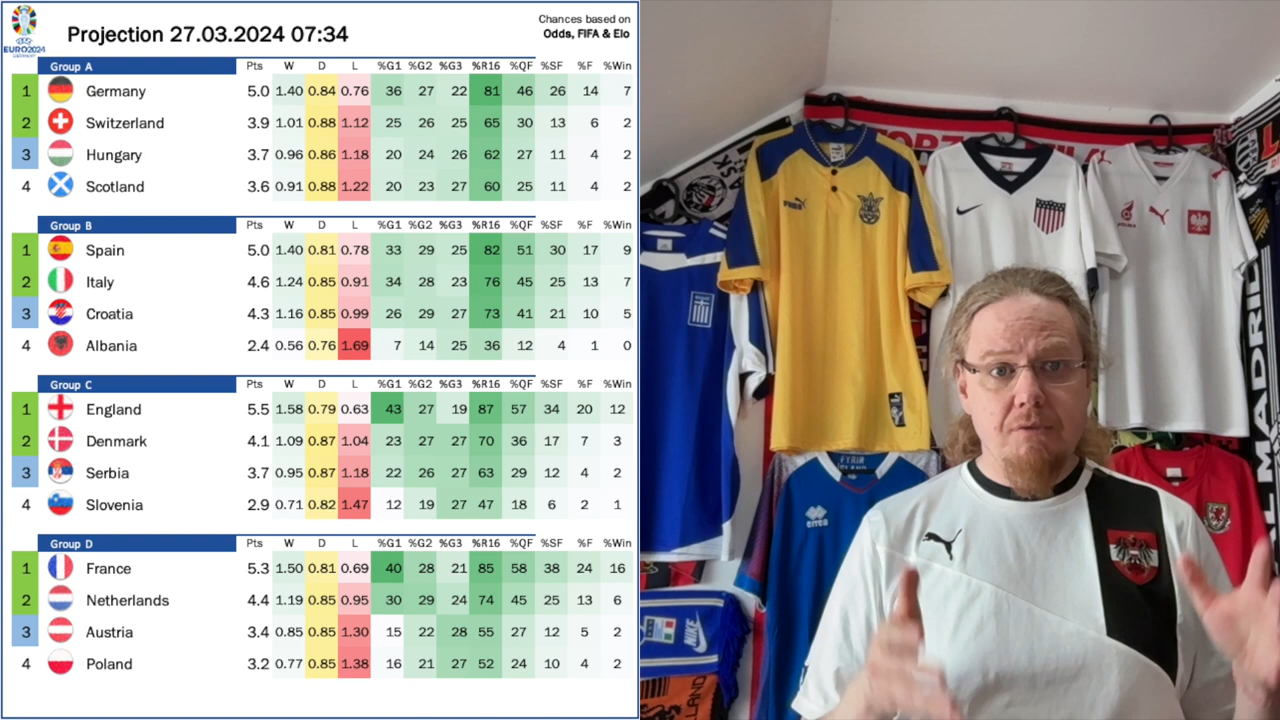 EURO2024
GERMANY
Projection 27.03.2024 07:34
Chances based on
Odds, FIFA & Elo
Group A Pts W D L %G1 %G2 %G3 %R16 %QF %SF %F %Win
1 Germany 5.0 1.40 0.84 0.76 36 27 22 81 46 26 14 7
2 Switzerland 3.9 1.01 0.88 1.12 25 26 25 65 30 13 6 2
3 Hungary 3.7 0.96 0.86 1.18 20 24 26 62 27 11 4 2
4 Scotland 3.6 0.91 0.88 1.22 20 23 27 60 25 11 4 2
Group B Pts W D L %G1 %G2 %G3 %R16 %QF %SF %F %Win
1 Spain 5.0 1.40 0.81 0.78 33 29 25 82 51 30 17 9
2 Italy 4.6 1.24 0.85 0.91 34 28 23 76 45 25 13 7
3 Croatia 4.3 1.16 0.85 0.99 26 29 27 73 41 21 10 5
4 Albania 2.4 0.56 0.76 1.69 7 14 25 36 12 4 1 0
Group C Pts W D L %G1 %G2 %G3 %R16 %QF %SF %F %Win
1 England 5.5 1.58 0.79 0.63 43 27 19 87 57 34 20 12
2 Denmark 4.1 1.09 0.87 1.04 23 27 27 70 36 17 7 3
3 Serbia 3.7 0.95 0.87 1.18 22 26 27 63 29 12 4 2
4 Slovenia 2.9 0.71 0.82 1.47 12 19 27 47 18 6 2 1
Group D Pts W D L %G1 %G2 %G3 %R16 %QF %SF %F %Win
1 France 5.3 1.50 0.81 0.69 40 28 21 85 58 38 24 16
2 Netherlands 4.4 1.19 0.85 0.95 30 29 24 74 45 25 13 6
3 Austria 3.4 0.85 0.85 1.30 15 22 28 55 27 12 5 2
4 Poland 3.2 0.77 0.85 1.38 16 21 27 52 24 10 4 2
PUMA
FYRIR
ÍSLAND
errea
NIKE
LLAND
MADRID